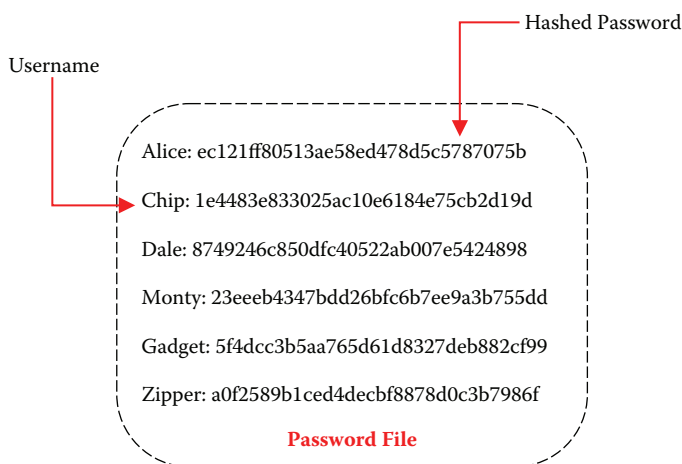 Hashed Password
Username
Alice: ec121ff80513ae58ed478d5c5787075b
Chip: 1e4483e833025ac10e6184e75cb2d19d
Dale: 8749246c850dfc40522ab007e5424898
Monty: 23eeeb4347bdd26bfc6b7ee9a3b755dd
Gadget: 5f4dcc3b5aa765d61d8327deb882cf99
Zipper: a0f2589b1ced4decbf8878d0c3b7986f
Password File